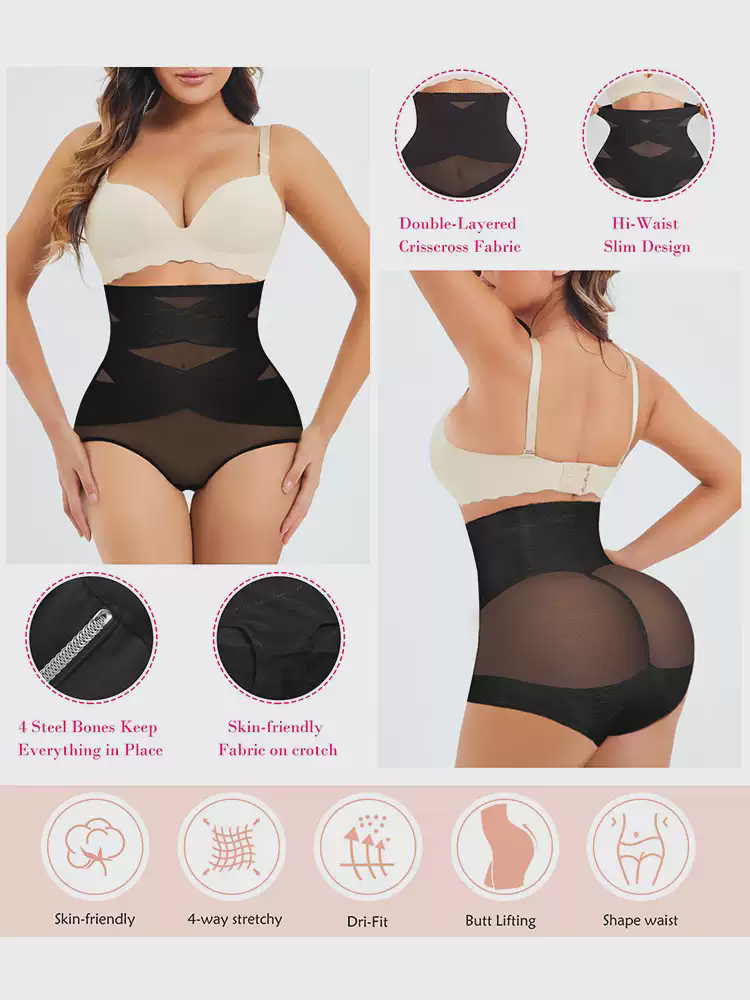 Double-Layered
Crisscross Fabric
Hi-Waist
Slim Design
4 Steel Bones Keep
Everything in Place
Skin-friendly
Fabric on crotch
Skin-friendly
4-way stretchy
Dri-Fit
Butt Lifting
Shape waist